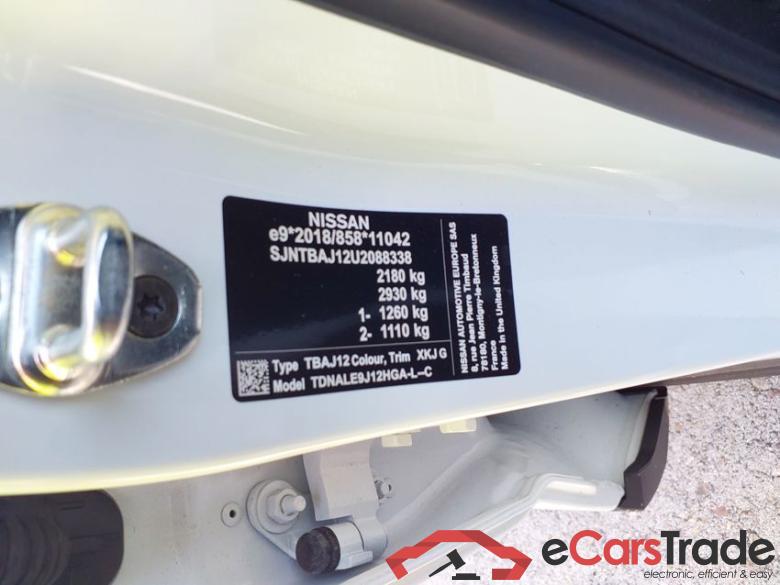 NISSAN
e9*2018/858*11042
SJNTBAJ12U2088338
2180 kg
2930 kg
1- 1260 kg
2- 1110 kg
Type TBAJ12 Colour, Trim XKJ G
Model TDNALE9J12HGA-L--C
NISSAN AUTOMOTIVE EUROPE SAS
8, rue Jean Pierre Timbaud
78180, Montigny-le-Bretonneux
Made in the United Kingdom
eCarsTrade
electronic, efficient & easy